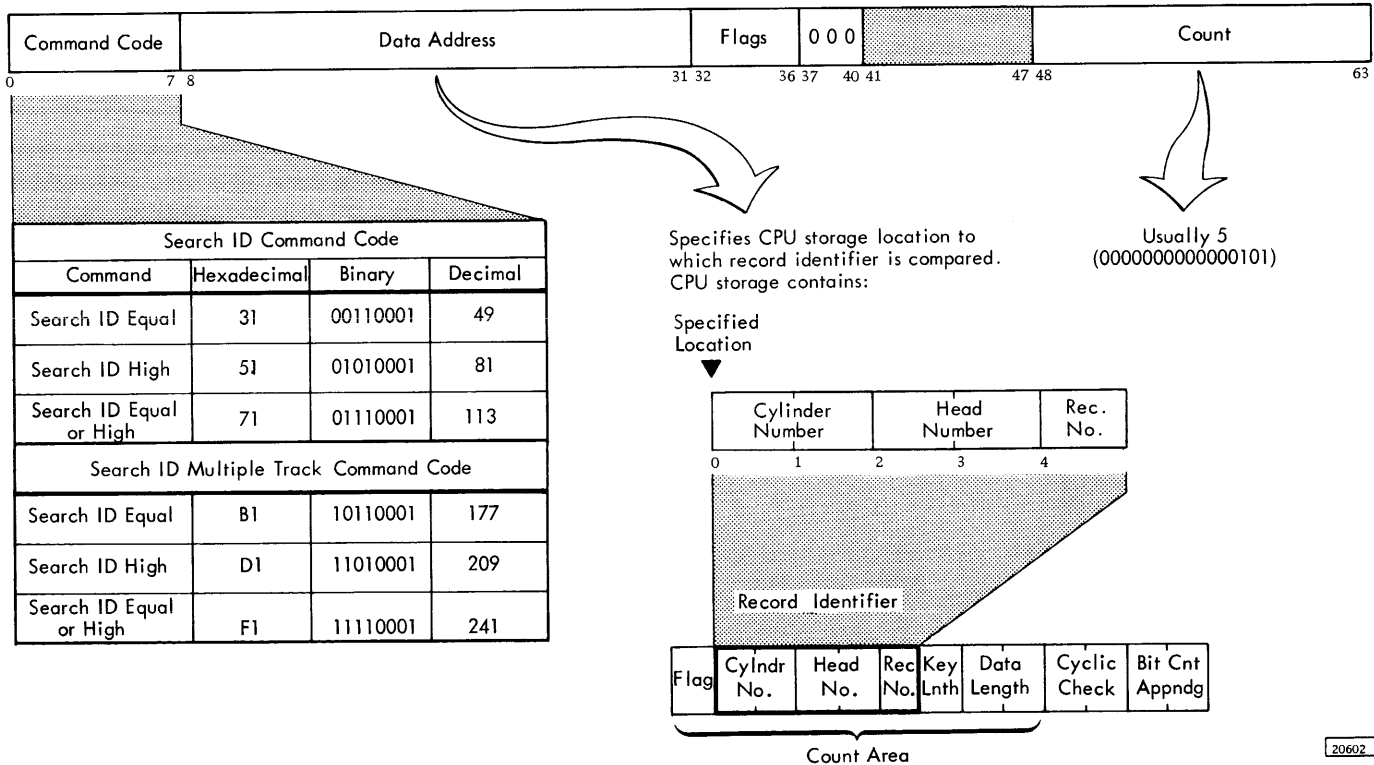 Command Code Data Address Flags 0 0 0 Count
0 7 8 31 32 36 37 40 41 47 48 63
Search ID Command Code
Command Hexadecimal Binary Decimal
Search ID Equal 31 00110001 49
Search ID High 51 01010001 81
Search ID Equal
or High 71 01110001 113
Search ID Multiple Track Command Code
Search ID Equal B1 10110001 177
Search ID High D1 11010001 209
Search ID Equal
or High F1 11110001 241
Specifies CPU storage location to
which record identifier is compared.
CPU storage contains:
Usually 5
(0000000000000101)
Specified
Location
Cylinder
Number
Head
Number
Rec.
No.
0 1 2 3 4
Record Identifier
Flag
Cylndr
No.
Head
No.
Rec
No.
Key
Lnth
Data
Length
Cyclic
Check
Bit Cnt
Appndg
Count Area
20602